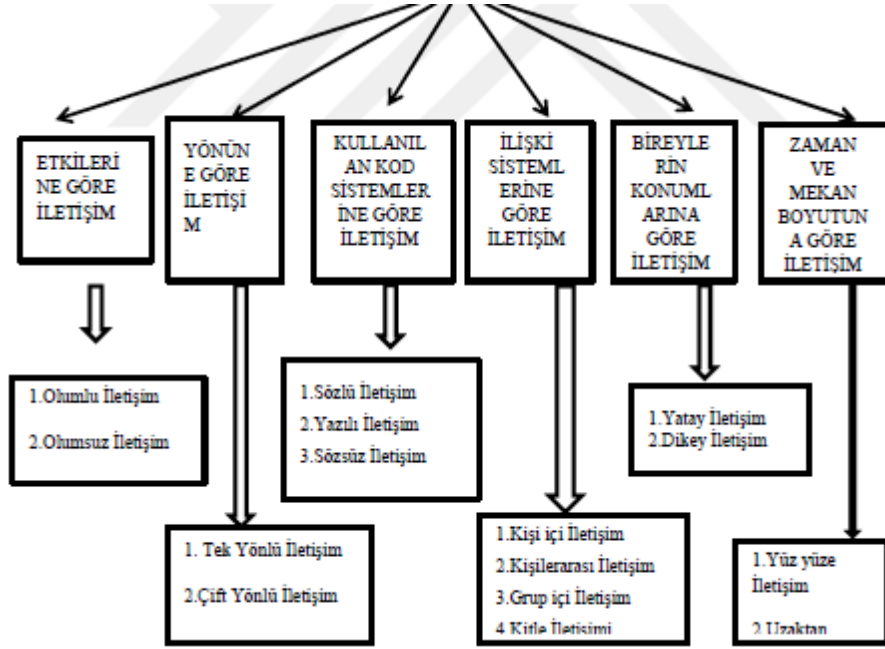 ETKİLERİ
NE GÖRE
İLETİŞİM
YÖNÜN
E GÖRE
İLETİŞİ
M
KULLANIL
AN KOD
SİSTEMLER
İNE GÖRE
İLETİŞİM
İLİŞKİ
SİSTEML
ERİNE
GÖRE
İLETİŞİM
BİREYLE
RİN
KONUML
ARINA
GÖRE
İLETİŞİM
ZAMAN
VE
MEKAN
BOYUTUN
A GÖRE
İLETİŞİM
1.Olumlu İletişim
2.Olumsuz İletişim
1.Sözlü İletişim
2.Yazılı İletişim
3.Sözsüz İletişim
1.Yatay İletişim
2.Dikey İletişim
1. Tek Yönlü İletişim
2.Çift Yönlü İletişim
1.Kişi içi İletişim
2.Kişilerarası İletişim
3.Grup içi İletişim
4.Kitle İletişimi
1.Yüz yüze
İletişim
2.Uzaktan